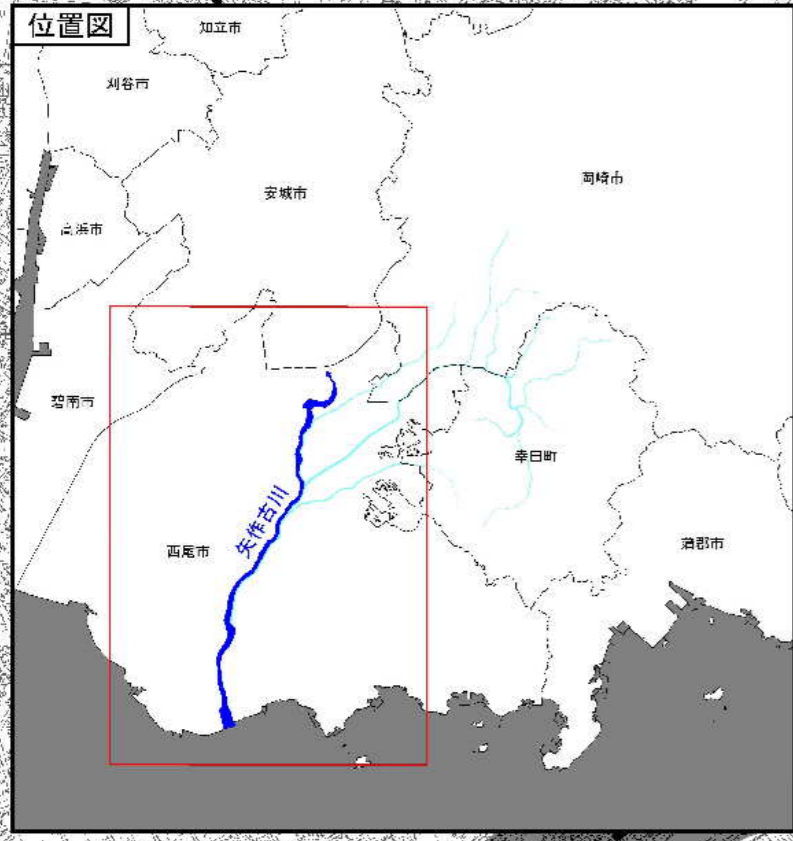 位置図
知立市
刈谷市
安城市
岡崎市
高浜市
碧南市
幸田町
矢作古川
西尾市
蒲郡市